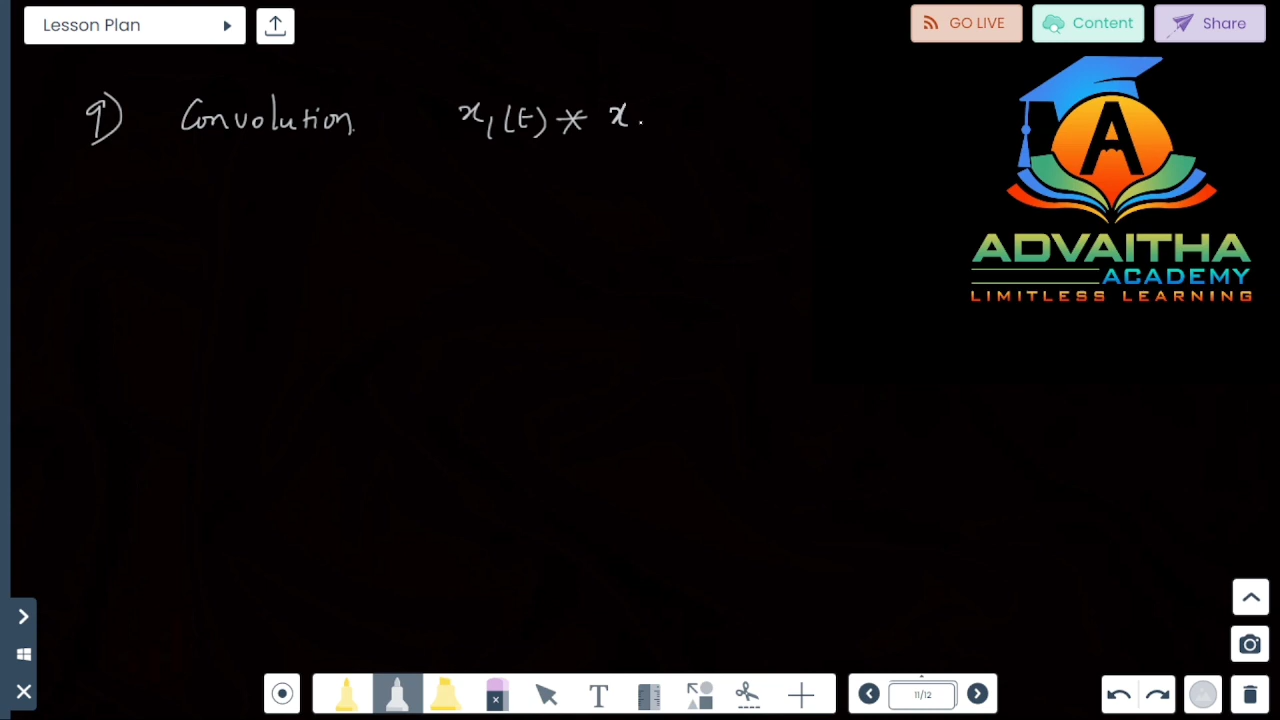 Lesson Plan
GO LIVE
Content
Share
9) Convolution x₁(t) * x.
A
ADVAITHA
ACADEMY
LIMITLESS LEARNING
T
11/12